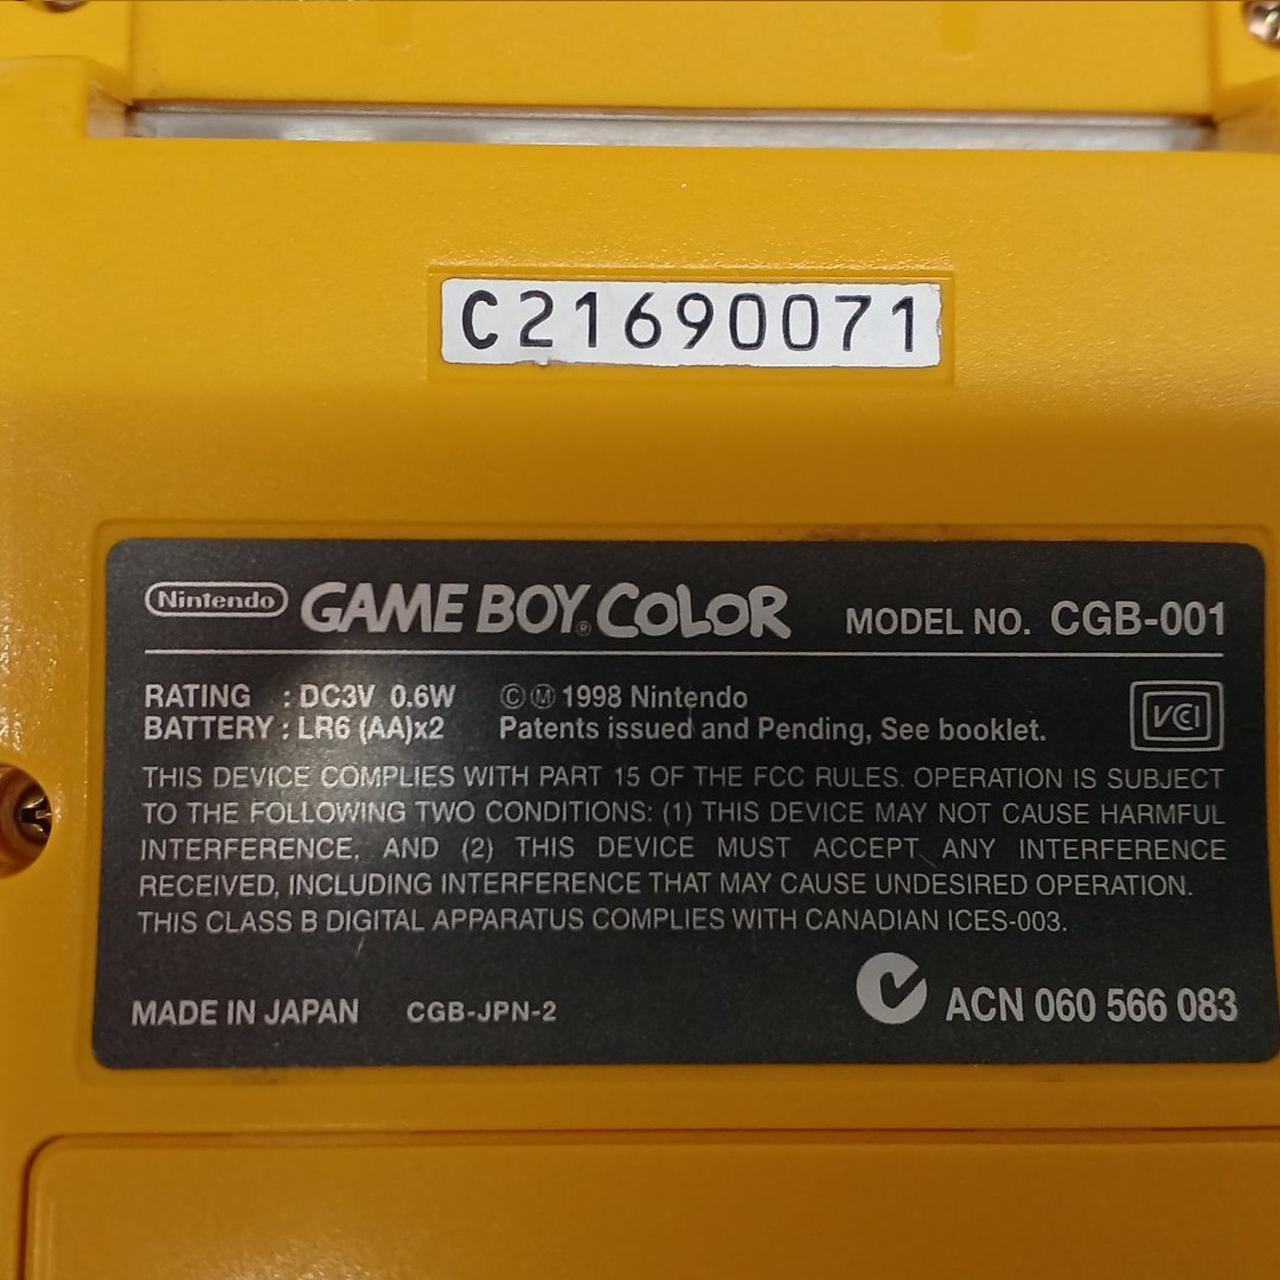 C21690071
Nintendo GAME BOY® COLOR MODEL NO. CGB-001
RATING : DC3V 0.6W © Ⓜ 1998 Nintendo
BATTERY : LR6 (AA)x2 Patents issued and Pending, See booklet.
VCI
THIS DEVICE COMPLIES WITH PART 15 OF THE FCC RULES. OPERATION IS SUBJECT
TO THE FOLLOWING TWO CONDITIONS: (1) THIS DEVICE MAY NOT CAUSE HARMFUL
INTERFERENCE, AND (2) THIS DEVICE MUST ACCEPT ANY INTERFERENCE
RECEIVED, INCLUDING INTERFERENCE THAT MAY CAUSE UNDESIRED OPERATION.
THIS CLASS B DIGITAL APPARATUS COMPLIES WITH CANADIAN ICES-003.
MADE IN JAPAN CGB-JPN-2 ACN 060 566 083